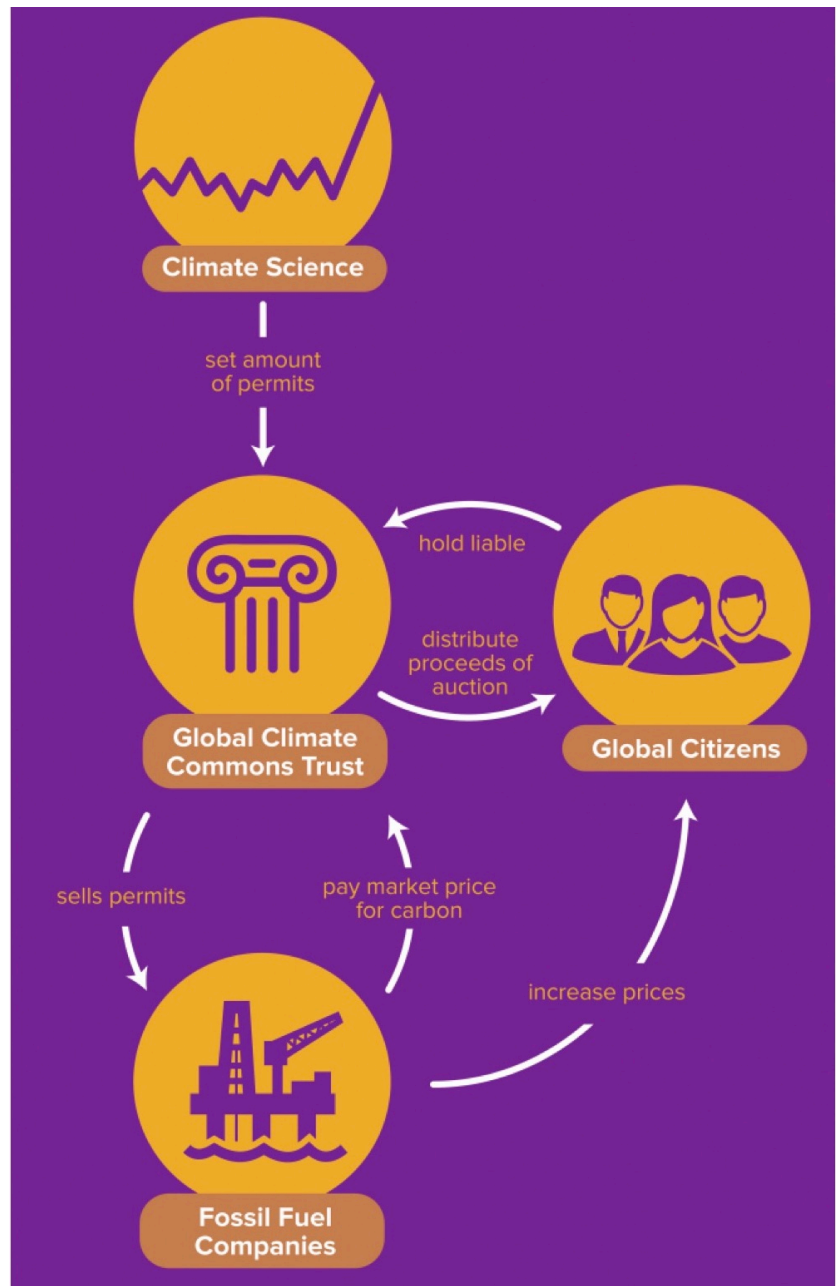 Climate Science
set amount
of permits
hold liable
distribute
proceeds of
auction
Global Climate
Commons Trust
Global Citizens
sells permits
pay market price
for carbon
increase prices
Fossil Fuel
Companies